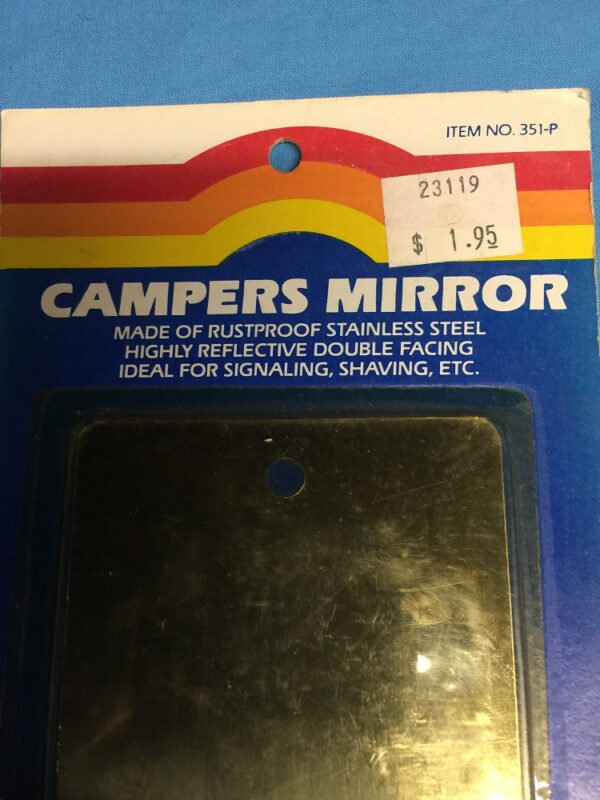 ITEM NO. 351-P
23119
$ 1.95
CAMPERS MIRROR
MADE OF RUSTPROOF STAINLESS STEEL
HIGHLY REFLECTIVE DOUBLE FACING
IDEAL FOR SIGNALING, SHAVING, ETC.